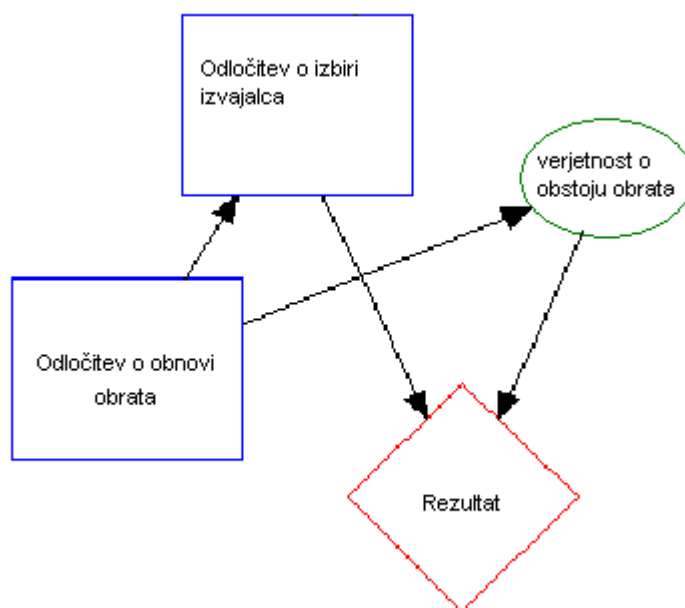 Odločitev o izbiri
izvajalca
verjetnost o
obstoju obrata
Odločitev o obnovi
obrata
Rezultat